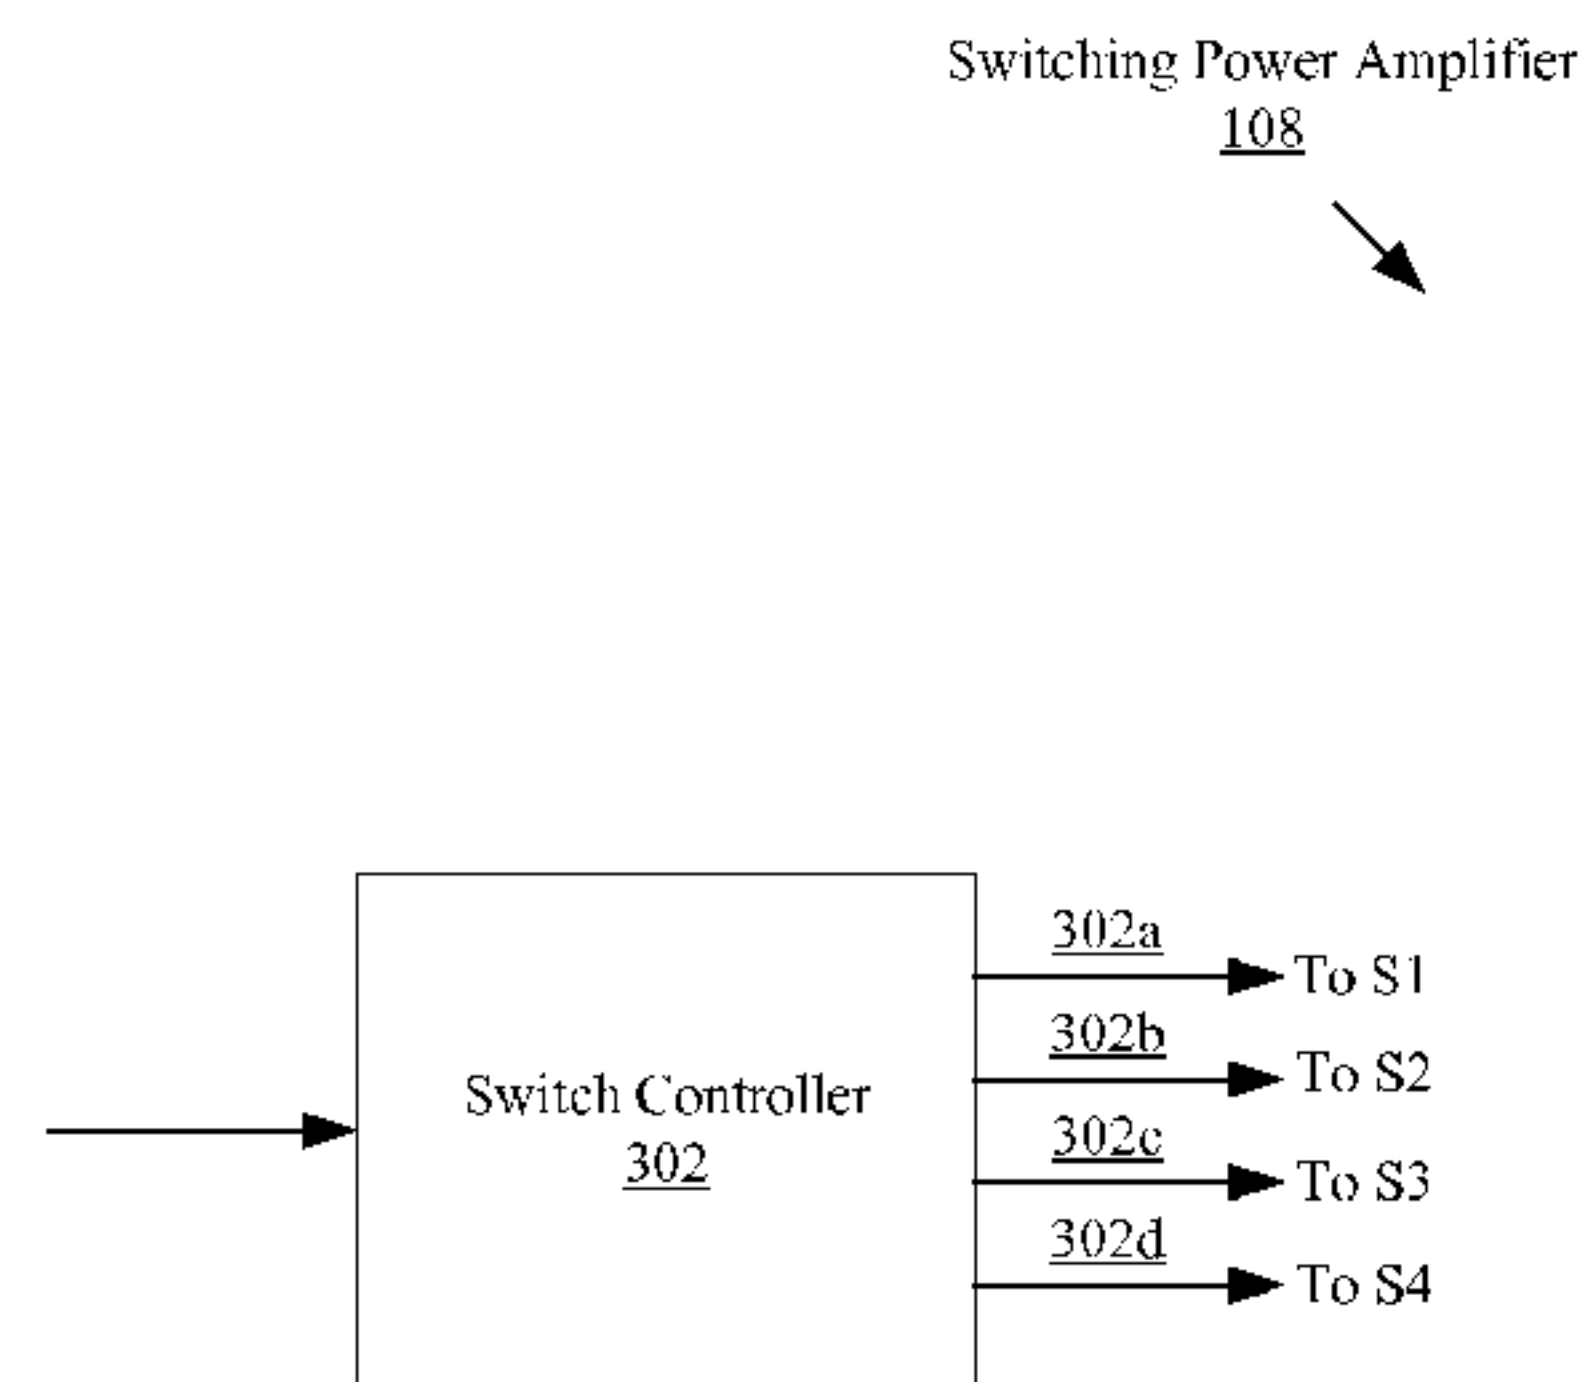 Switching Power Amplifier
108
302a
To S1
302b
To S2
Switch Controller
302
302c
To S3
302d
To S4